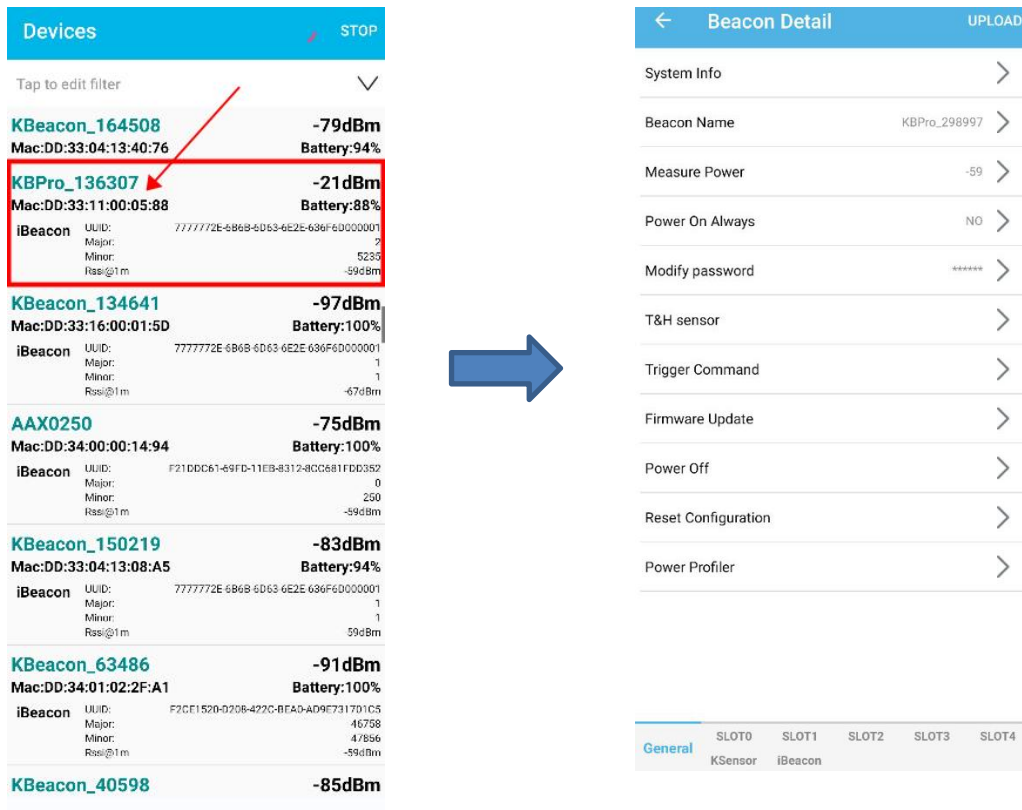 Devices
STOP
Tap to edit filter
KBeacon_164508 -79dBm
Mac:DD:33:04:13:40:76 Battery:94%
KBPro_136307 -21dBm
Mac:DD:33:11:00:05:88 Battery:88%
iBeacon UUID: 7777772E-6B6B-6D63-6E2E-636F6D000001
Major: 2
Minor: 5235
Rssi@1m -59dBm
KBeacon_134641 -97dBm
Mac:DD:33:16:00:01:5D Battery:100%
iBeacon UUID: 7777772E-6B6B-6D63-6E2E-636F6D000001
Major: 1
Minor: 1
Rssi@1m -67dBm
AAX0250 -75dBm
Mac:DD:34:00:00:14:94 Battery:100%
iBeacon UUID: F21DDC61-69FD-11EB-8312-8CC681FDD352
Major: 0
Minor: 250
Rssi@1m -59dBm
KBeacon_150219 -83dBm
Mac:DD:33:04:13:08:A5 Battery:94%
iBeacon UUID: 7777772E-6B6B-6D63-6E2E-636F6D000001
Major: 1
Minor: 1
Rssi@1m 59dBm
KBeacon_63486 -91dBm
Mac:DD:34:01:02:2F:A1 Battery:100%
iBeacon UUID: F2CE1520-D20B-422C-BEA0-AD9E731701C5
Major: 46758
Minor: 47856
Rssi@1m -59dBm
KBeacon_40598 -85dBm
Beacon Detail
UPLOAD
System Info
Beacon Name KBPro_298997
Measure Power -59
Power On Always NO
Modify password ******
T&H sensor
Trigger Command
Firmware Update
Power Off
Reset Configuration
Power Profiler
General
SLOT0 SLOT1 SLOT2 SLOT3 SLOT4
KSensor iBeacon